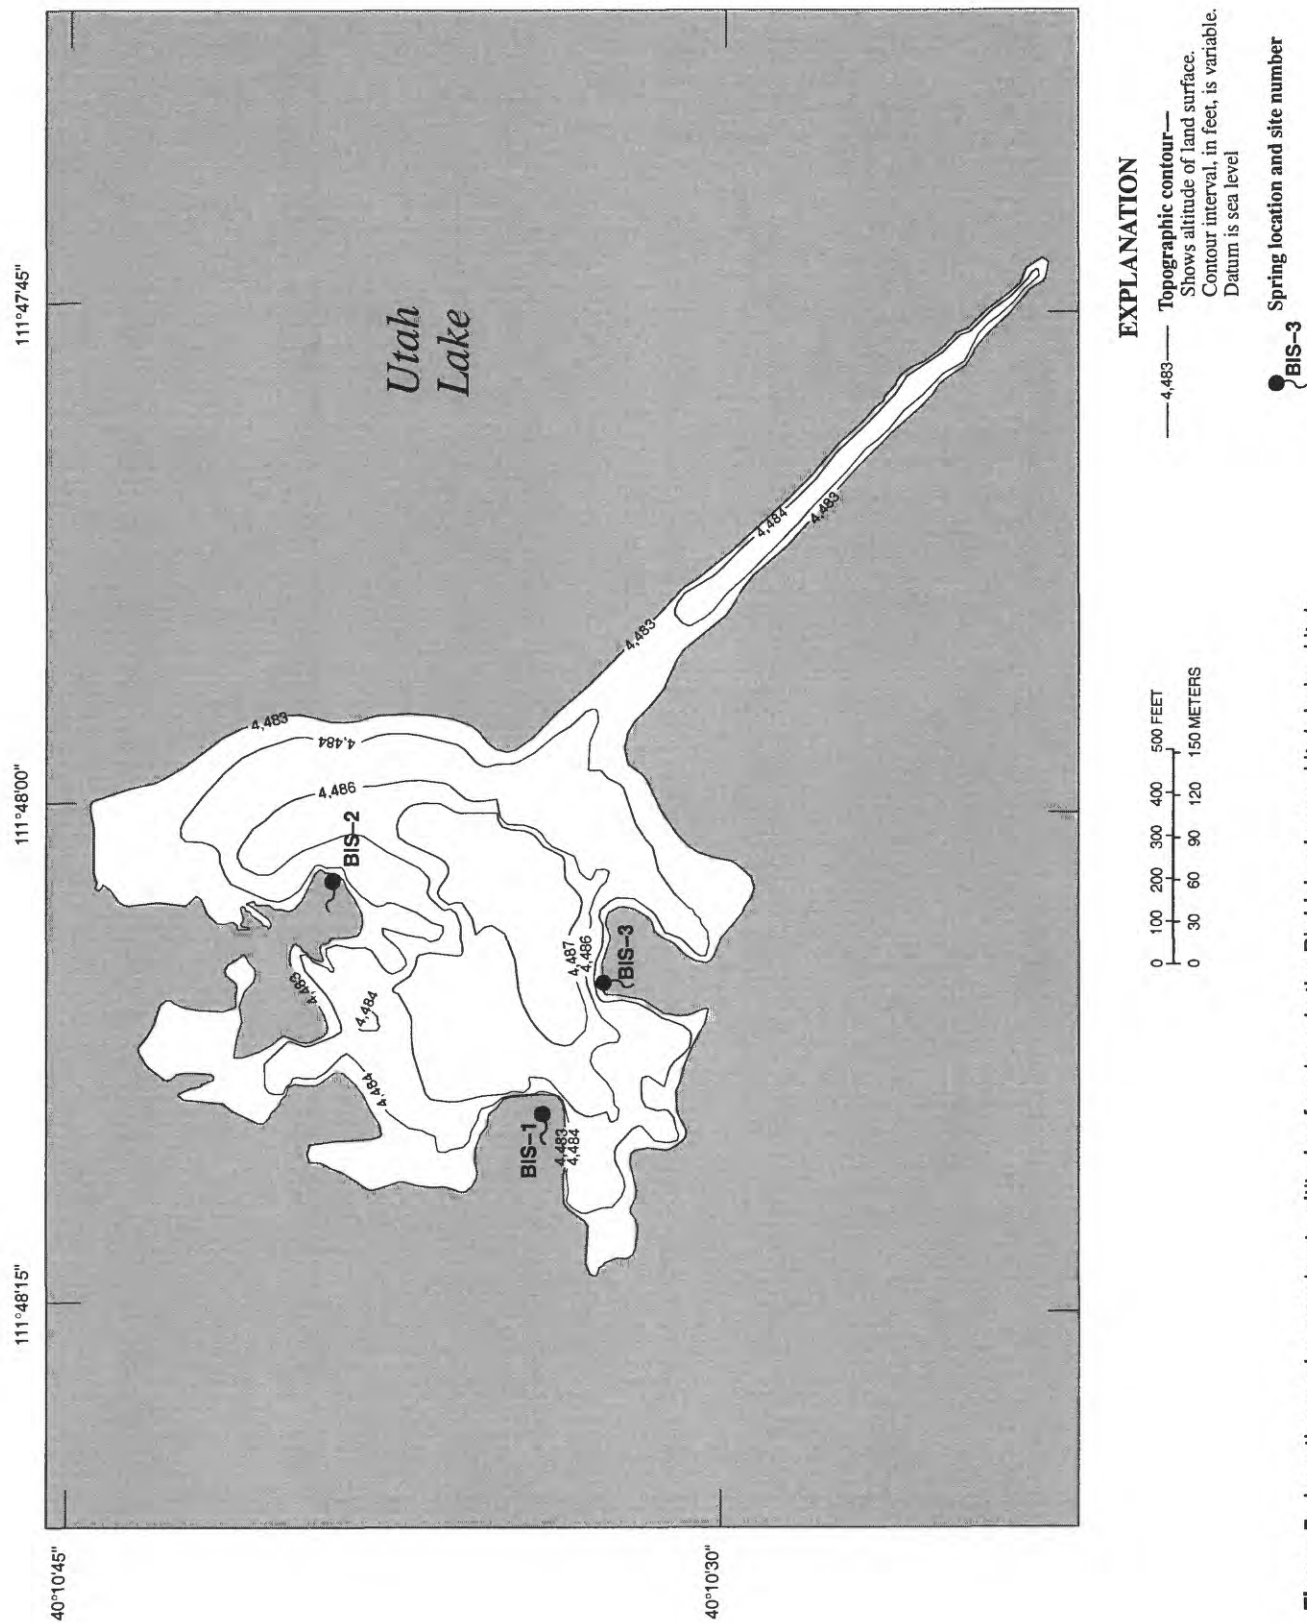 111°48'15"
111°48'00"
111°47'45"
40°10'45"
40°10'30"
Utah
Lake
4,483
4,484
4,486
BIS–2
4,483
4,484
4,484
BIS–1
4,483
4,484
4,487
4,486
BIS–3
4,483
4,484
4,483
EXPLANATION
4,483
Topographic contour—
Shows altitude of land surface.
Contour interval, in feet, is variable.
Datum is sea level
BIS–3
Spring location and site number
0 100 200 300 400 500 FEET
0 30 60 90 120 150 METERS